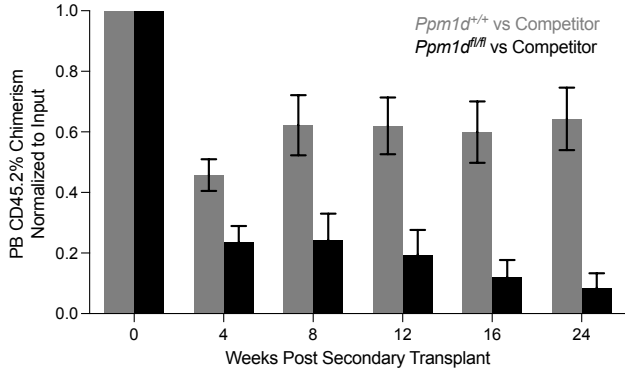 Ppm1d+/+ vs Competitor
Ppm1dfl/fl vs Competitor
PB CD45.2% Chimerism
Normalized to Input
1.0
0.8
0.6
0.4
0.2
0.0
0 4 8 12 16 24
Weeks Post Secondary Transplant